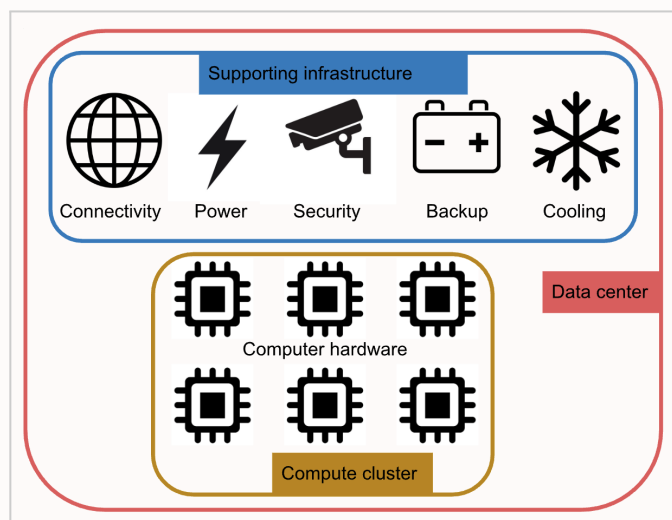 Supporting infrastructure
Connectivity
Power
Security
Backup
Cooling
Data center
Computer hardware
Compute cluster